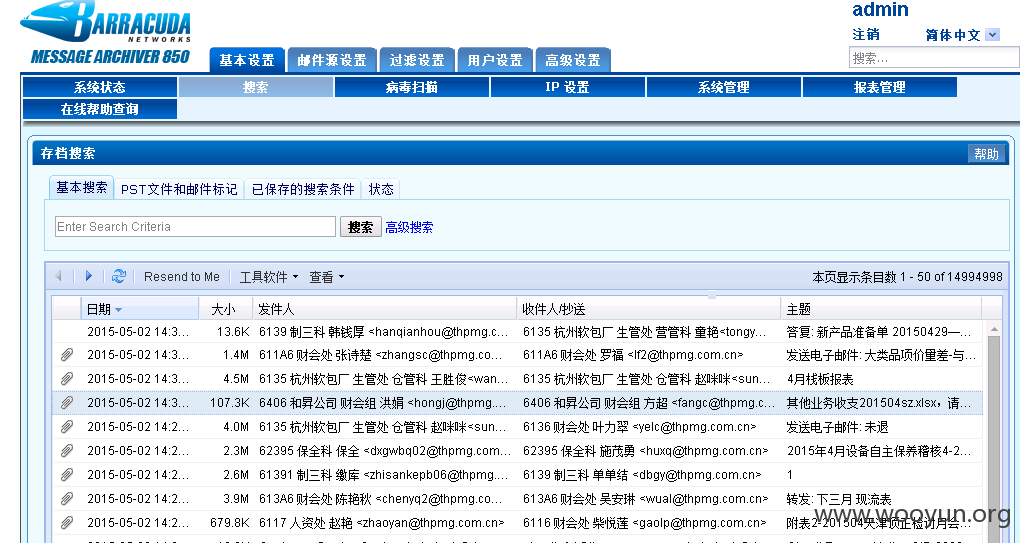 admin
BARRACUDA
NETWORKS
MESSAGE ARCHIVER 850
注销 简体中文
基本设置 邮件源设置 过滤设置 用户设置 高级设置
搜索...
系统状态 搜索 病毒扫描 IP 设置 系统管理 报表管理
在线帮助查询
存档搜索 帮助
基本搜索 PST文件和邮件标记 已保存的搜索条件 状态
Enter Search Criteria 搜索 高级搜索
Resend to Me 工具软件 查看 本页显示条目数 1 - 50 of 14994998
日期 大小 发件人 收件人/抄送 主题
2015-05-02 14:3... 13.6K 6139 制三科 韩钱厚 <hanqianhou@thpmg.c... 6135 杭州软包厂 生管处 营管科 童艳<tongy... 答复: 新产品准备单 20150429—...
2015-05-02 14:3... 1.4M 611A6 财会处 张诗楚 <zhangsc@thpmg.co... 611A6 财会处 罗福 <lf2@thpmg.com.cn> 发送电子邮件: 大类品项价量差-与...
2015-05-02 14:3... 4.5M 6135 杭州软包厂 生管处 仓管科 王胜俊<wan... 6135 杭州软包厂 生管处 仓管科 赵咪咪<sun... 4月栈板报表
2015-05-02 14:3... 107.3K 6406 和昇公司 财会组 洪娟 <hongj@thpmg.... 6406 和昇公司 财会组 方超 <fangc@thpmg.c... 其他业务收支201504sz.xlsx，请...
2015-05-02 14:2... 4.0M 6135 杭州软包厂 生管处 仓管科 赵咪咪<sun... 6136 财会处 叶力翠 <yelc@thpmg.com.cn> 发送电子邮件: 未退
2015-05-02 14:2... 2.3M 62395 保全科 保全 <dxgwbq02@thpmg.com... 62395 保全科 施茂勇 <huxq@thpmg.com.cn> 2015年4月设备自主保养稽核4-2...
2015-05-02 14:2... 2.6M 61391 制三科 缴库 <zhisankepb06@thpmg.... 6139 制三科 单单结 <dbgy@thpmg.com.cn> 1
2015-05-02 14:2... 3.9M 613A6 财会处 陈艳秋 <chenyq2@thpmg.co... 613A6 财会处 吴安琳 <wual@thpmg.com.cn> 转发: 下三月 现流表
2015-05-02 14:2... 679.8K 6117 人资处 赵艳 <zhaoyan@thpmg.com.cn> 6116 财会处 柴悦莲 <gaolp@thpmg.com.cn> 附表2-201504天津顶正检讨月会...
www.wooyun.org